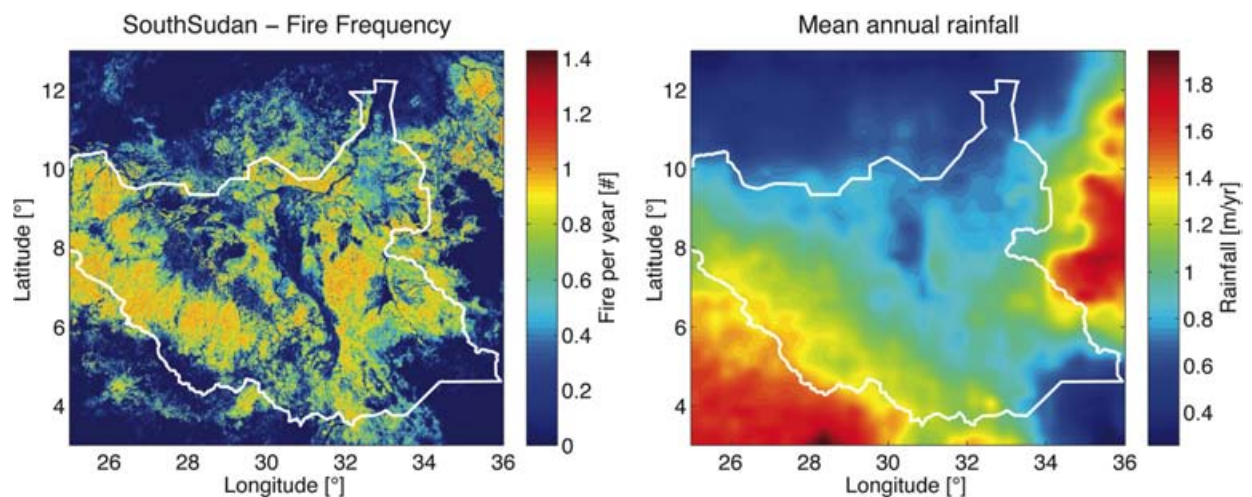 SouthSudan – Fire Frequency
12
10
8
6
4
Latitude [°]
26 28 30 32 34 36
Longitude [°]
1.4
1.2
1
0.8
0.6
0.4
0.2
0
Fire per year [#]
Mean annual rainfall
12
10
8
6
4
Latitude [°]
26 28 30 32 34 36
Longitude [°]
1.8
1.6
1.4
1.2
1
0.8
0.6
0.4
Rainfall [m/yr]